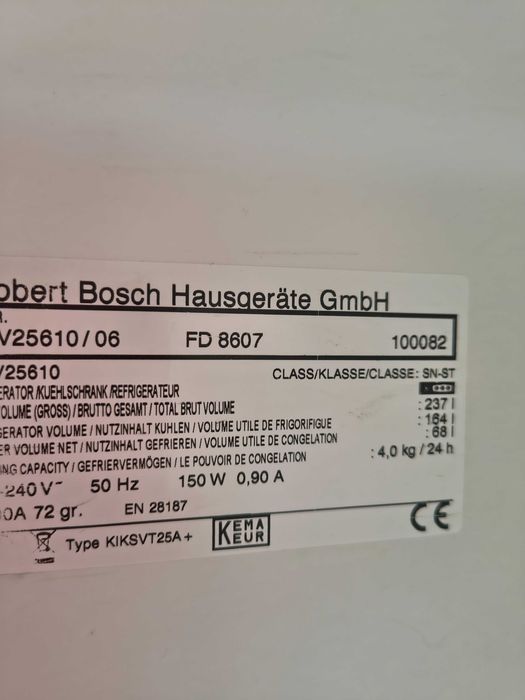 obert Bosch Hausgeräte GmbH
R.
V25610/06 FD 8607 100082
/25610 CLASS/KLASSE/CLASSE: SN-ST
ERATOR/KUEHLSCHRANK/REFRIGERATEUR
OLUME (GROSS)/BRUTTO GESAMT/TOTAL BRUT VOLUME : 237 l
GERATOR VOLUME / NUTZINHALT KUHLEN / VOLUME UTILE DE FRIGORIFIGUE : 164 l
ER VOLUME NET / NUTZINHALT GEFRIEREN / VOLUME UTILE DE CONGELATION : 68 l
ING CAPACITY / GEFRIERVERMÖGEN / LE POUVOIR DE CONGELATION : 4,0 kg / 24 h
-240 V~ 50 Hz 150 W 0,90 A
0A 72 gr. EN 28187
Type KIKSVT25A+ KEMA EUR CE